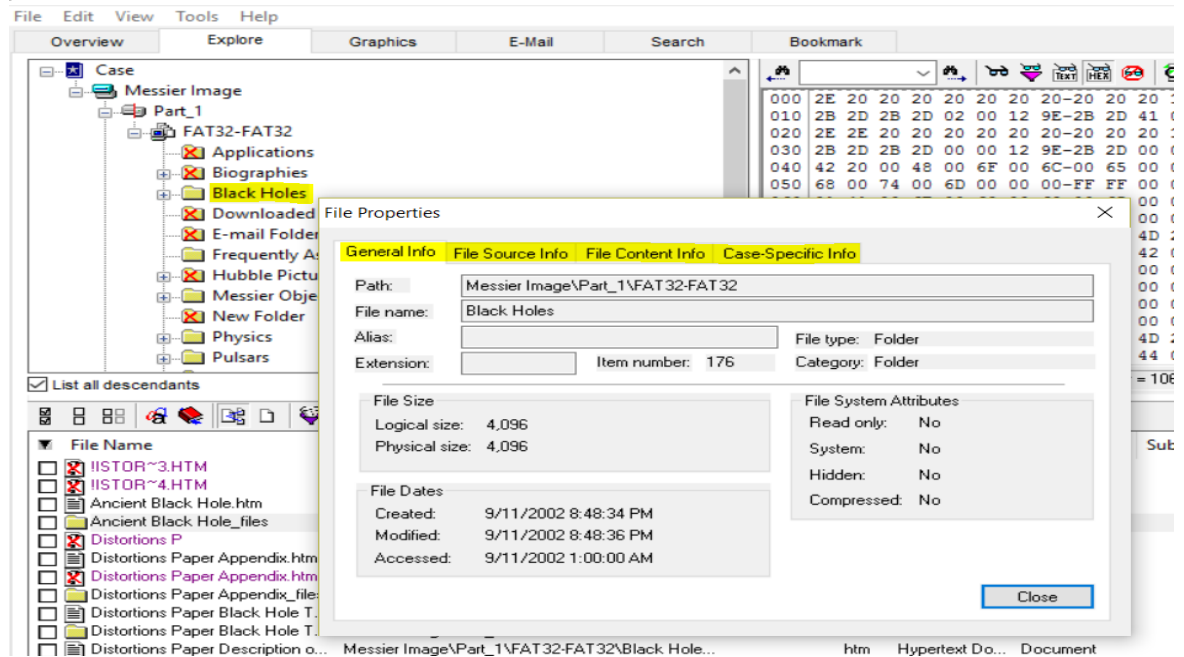 File Edit View Tools Help
Overview Explore Graphics E-Mail Search Bookmark
Case
Messier Image
Part_1
FAT32-FAT32
Applications
Biographies
Black Holes
Downloaded
E-mail Folder
Frequently
Hubble Pictu
Messier Obje
New Folder
Physics
Pulsars
List all descendants
TEXT HEX
000 2E 20 20 20 20 20 20 20-20 20 20
010 2B 2D 2B 2D 02 00 12 9E-2B 2D 41
020 2E 2E 20 20 20 20 20 20-20 20 20
030 2B 2D 2B 2D 00 00 12 9E-2B 2D 00
040 42 20 00 48 00 6F 00 6C-00 65 00
050 68 00 74 00 6D 00 00 00-FF FF 00
= 106
File Properties
General Info File Source Info File Content Info Case-Specific Info
Path: Messier Image\Part_1\FAT32-FAT32
File name: Black Holes
Alias: File type: Folder
Extension: Item number: 176 Category: Folder
File Size
Logical size: 4,096
Physical size: 4,096
File Dates
Created: 9/11/2002 8:48:34 PM
Modified: 9/11/2002 8:48:36 PM
Accessed: 9/11/2002 1:00:00 AM
File System Attributes
Read only: No
System: No
Hidden: No
Compressed: No
Close
File Name Sub
!ISTOR~3.HTM
!ISTOR~4.HTM
Ancient Black Hole.htm
Ancient Black Hole_files
Distortions P
Distortions Paper Appendix.htm
Distortions Paper Appendix.htm
Distortions Paper Appendix_file
Distortions Paper Black Hole T.
Distortions Paper Black Hole T.
Distortions Paper Description o... Messier Image\Part_1\FAT32-FAT32\Black Hole... htm Hypertext Do... Document